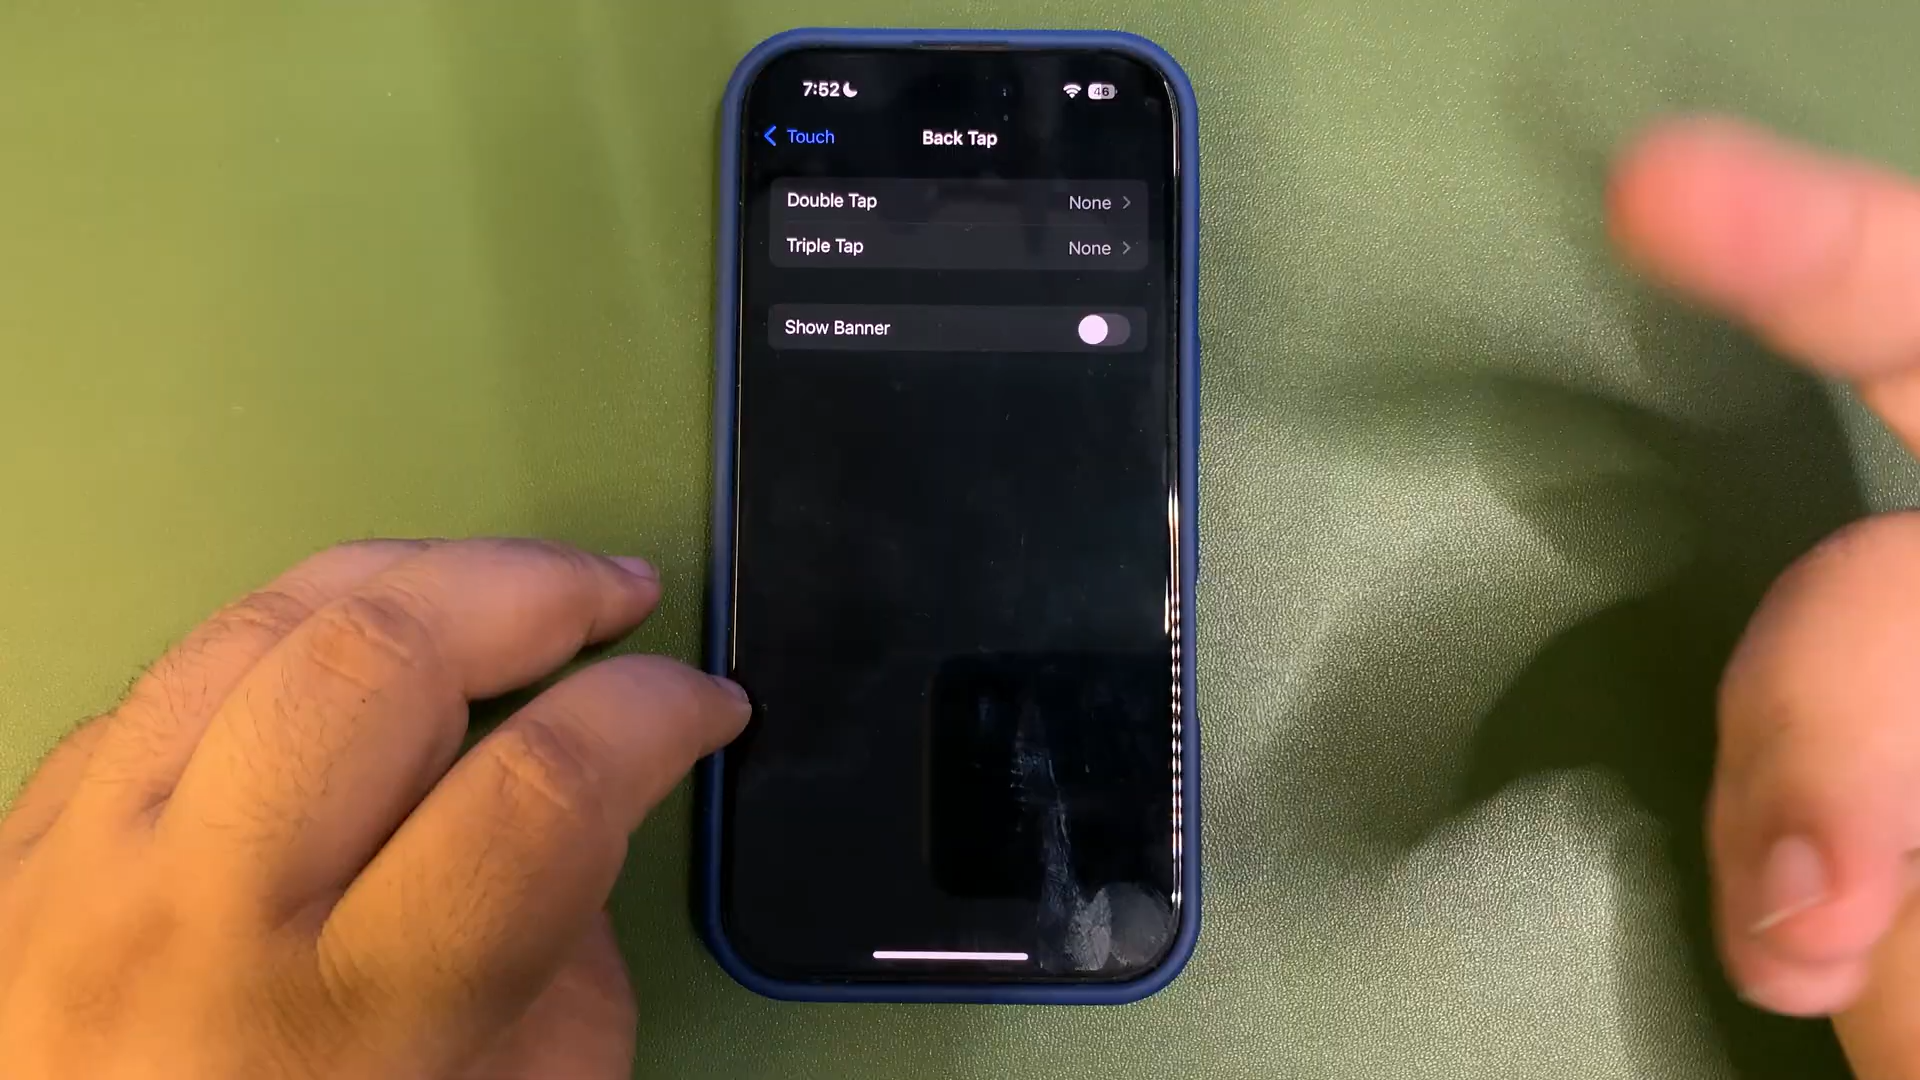 7:52
46
Touch
Back Tap
Double Tap None
Triple Tap None
Show Banner